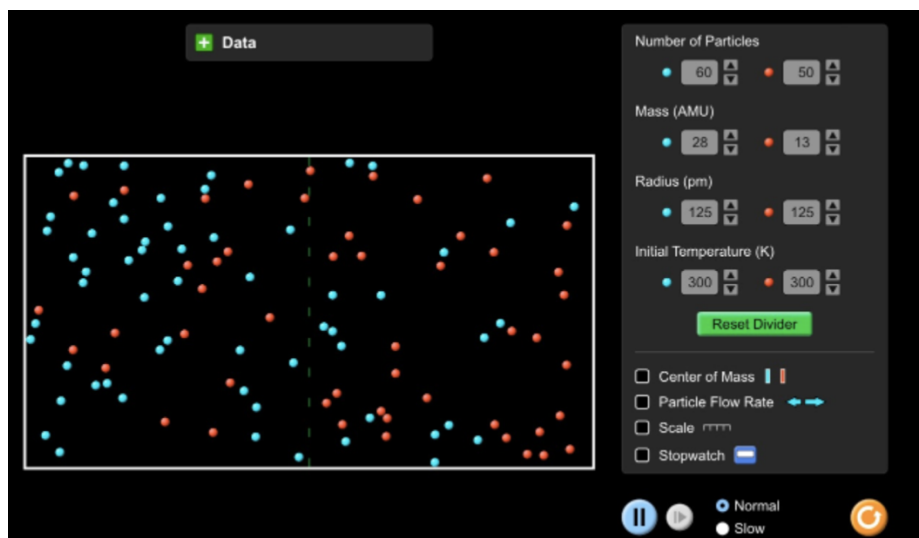 Data
Number of Particles
60 50
Mass (AMU)
28 13
Radius (pm)
125 125
Initial Temperature (K)
300 300
Reset Divider
Center of Mass
Particle Flow Rate
Scale
Stopwatch
Normal
Slow